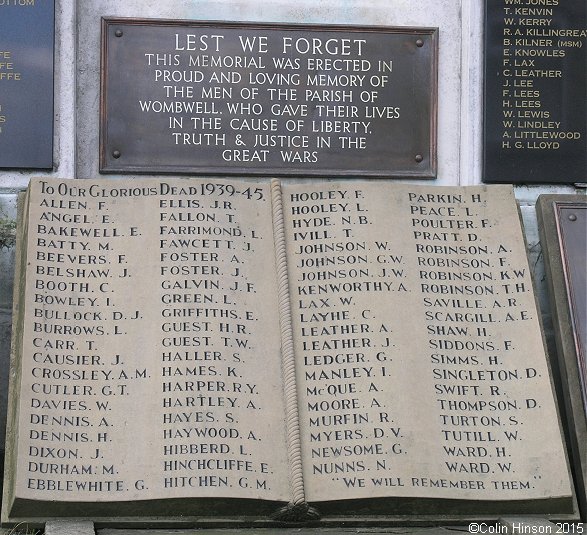 LEST WE FORGET
THIS MEMORIAL WAS ERECTED IN
PROUD AND LOVING MEMORY OF
THE MEN OF THE PARISH OF
WOMBWELL, WHO GAVE THEIR LIVES
IN THE CAUSE OF LIBERTY,
TRUTH & JUSTICE IN THE
GREAT WARS
WM. JONES
T. KENVIN
W. KERRY
R. A. KILLINGREA
B. KILNER (MSM)
E. KNOWLES
F. LAX
C. LEATHER
J. LEE
F. LEES
H. LEES
W. LEWIS
W. LINDLEY
A. LITTLEWOOD
H. G. LLOYD
TO OUR GLORIOUS DEAD 1939-45.
ALLEN. F.
ANGEL. E.
BAKEWELL. E.
BATTY. M.
BEEVERS. F.
BELSHAW. J.
BOOTH. C.
BOWLEY. I.
BULLOCK. D.J.
BURROWS. L.
CARR. T.
CAUSIER. J.
CROSSLEY. A.M.
CUTLER. G.T.
DAVIES. W.
DENNIS. A.
DENNIS. H.
DIXON. J.
DURHAM. M.
EBBLEWHITE. G.
ELLIS. J.R.
FALLON. T.
FARRIMOND. L.
FAWCETT. J.
FOSTER. A.
FOSTER. J.
GALVIN. J.F.
GREEN. L.
GRIFFITHS. E.
GUEST. H.R.
GUEST. T.W.
HALLER. S.
HAMES. K.
HARPER. R.Y.
HARTLEY. A.
HAYES. S.
HAYWOOD. A.
HIBBERD. L.
HINCHCLIFFE. E.
HITCHEN. G.M.
HOOLEY. F.
HOOLEY. L.
HYDE. N.B.
IVILL. T.
JOHNSON. W.
JOHNSON. G.W.
JOHNSON. J.W.
KENWORTHY. A.
LAX. W.
LAYHE. C.
LEATHER. A.
LEATHER. J.
LEDGER. G.
MANLEY. I.
McQUE. A.
MOORE. A.
MURFIN. R.
MYERS. D.V.
NEWSOME. G.
NUNNS. N.
PARKIN. H.
PEACE. L.
POULTER. F.
PRATT. D.
ROBINSON. A.
ROBINSON. F.
ROBINSON. K.W.
ROBINSON. T.H.
SAVILLE. A.R.
SCARGILL. A.E.
SHAW. H.
SIDDONS. F.
SIMMS. H.
SINGLETON. D.
SWIFT. R.
THOMPSON. D.
TURTON. S.
TUTILL. W.
WARD. H.
WARD. W.
"WE WILL REMEMBER THEM."
©Colin Hinson 2015